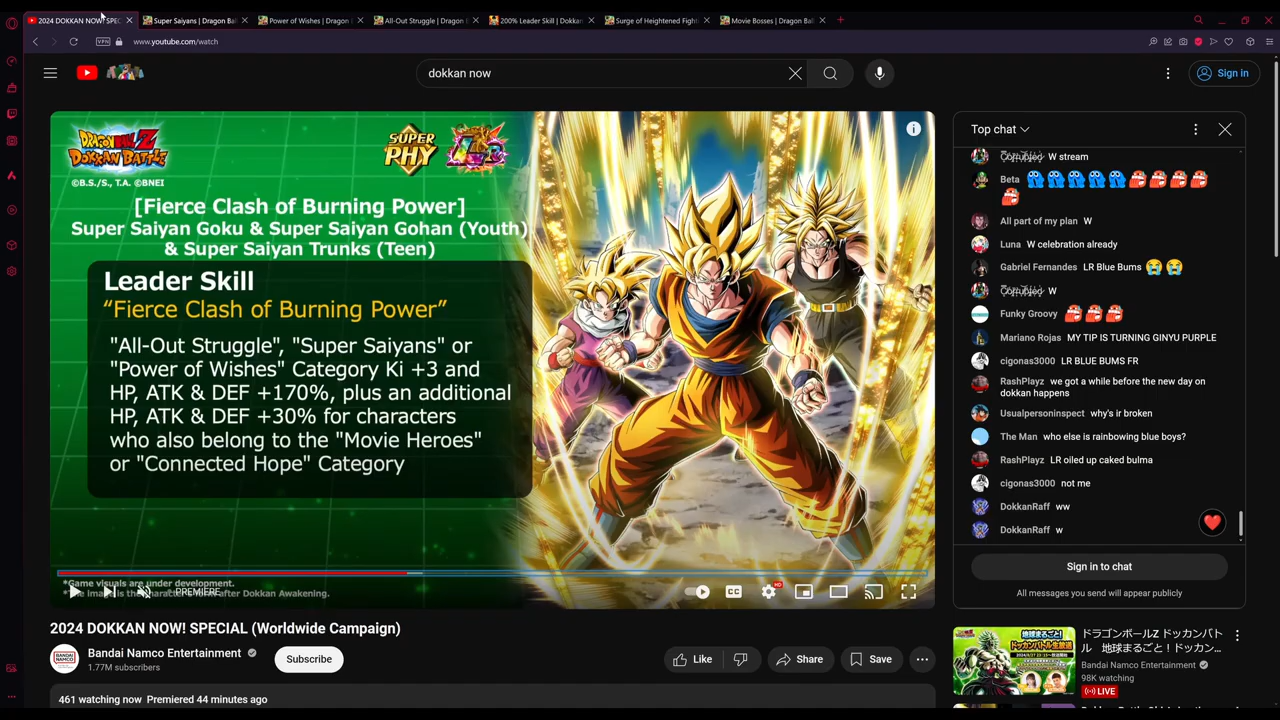 2024 DOKKAN NOW! SPEC
Super Saiyans | Dragon Bal
Power of Wishes | Dragon B
All-Out Struggle | Dragon B
200% Leader Skill | Dokkan
Surge of Heightened Fight
Movie Bosses | Dragon Bal
VPN
www.youtube.com/watch
dokkan now
Sign in
DRAGON BALL Z
DOKKAN BATTLE
©B.S./S., T.A. ©BNEI
SUPER
PHY
LR
[Fierce Clash of Burning Power]
Super Saiyan Goku & Super Saiyan Gohan (Youth)
& Super Saiyan Trunks (Teen)
Leader Skill
“Fierce Clash of Burning Power”
"All-Out Struggle", "Super Saiyans" or
"Power of Wishes" Category Ki +3 and
HP, ATK & DEF +170%, plus an additional
HP, ATK & DEF +30% for characters
who also belong to the "Movie Heroes"
or "Connected Hope" Category
*Game visuals are under development.
PREMIERE
after Dokkan Awakening.
CC
HD
Top chat
W stream
Beta
All part of my plan W
Luna W celebration already
Gabriel Fernandes LR Blue Bums 😭 😭
W
Funky Groovy
Mariano Rojas MY TIP IS TURNING GINYU PURPLE
cigonas3000 LR BLUE BUMS FR
RashPlayz we got a while before the new day on
dokkan happens
Usualpersoninspect why's ir broken
The Man who else is rainbowing blue boys?
RashPlayz LR oiled up caked bulma
cigonas3000 not me
DokkanRaff ww
DokkanRaff w
Sign in to chat
All messages you send will appear publicly
2024 DOKKAN NOW! SPECIAL (Worldwide Campaign)
Bandai Namco Entertainment
1.77M subscribers
Subscribe
Like
Share
Save
461 watching now Premiered 44 minutes ago
ドラゴンボールZ ドッカンバト
ル 地球まるごと！ドッカン...
Bandai Namco Entertainment
98K watching
LIVE